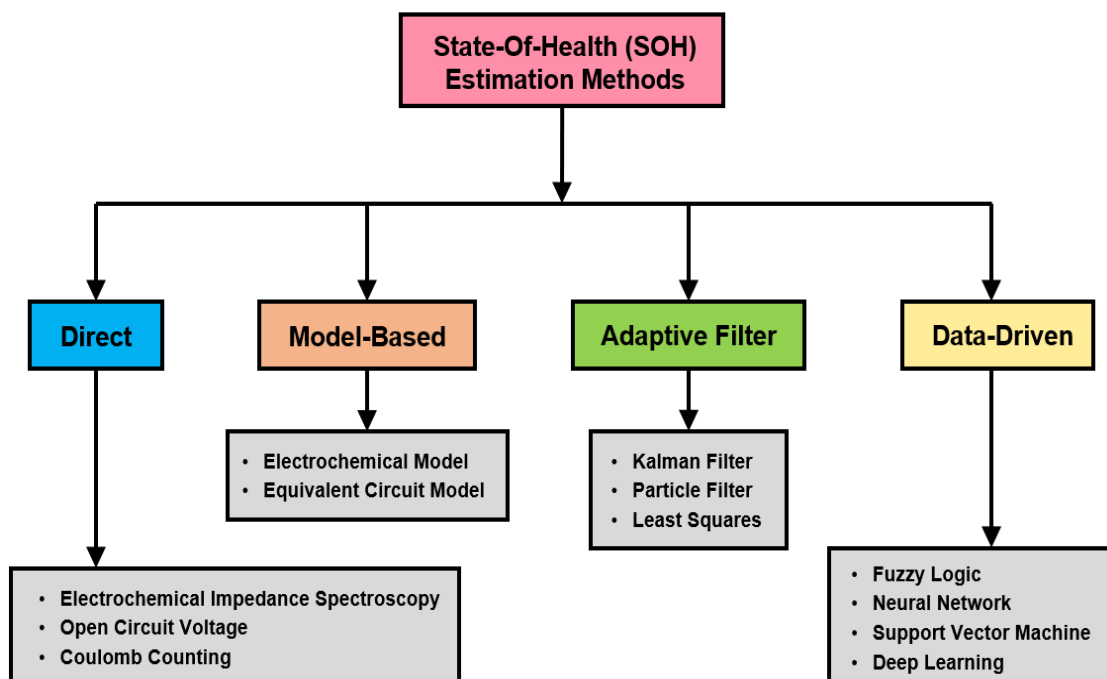 State-Of-Health (SOH)
Estimation Methods
Direct
Model-Based
Adaptive Filter
Data-Driven
• Electrochemical Model
• Equivalent Circuit Model
• Kalman Filter
• Particle Filter
• Least Squares
• Electrochemical Impedance Spectroscopy
• Open Circuit Voltage
• Coulomb Counting
• Fuzzy Logic
• Neural Network
• Support Vector Machine
• Deep Learning